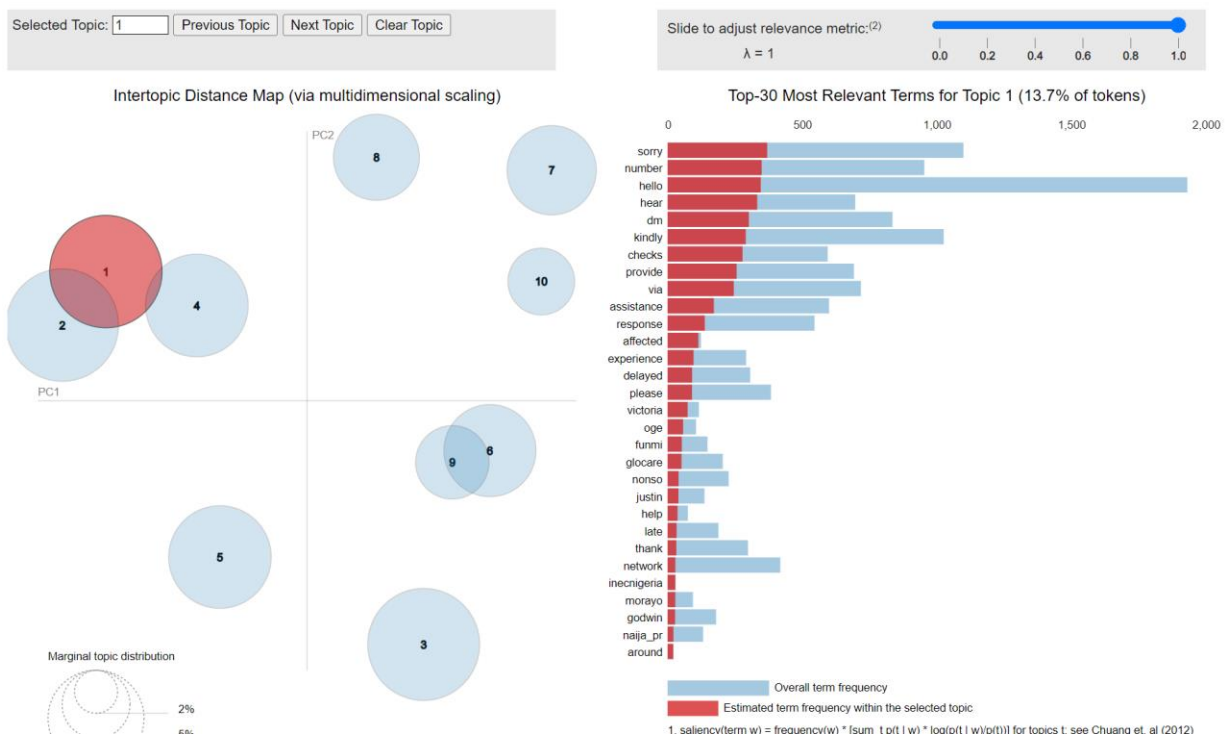 Selected Topic: 1 Previous Topic Next Topic Clear Topic
Slide to adjust relevance metric:(2)
λ = 1
0.0 0.2 0.4 0.6 0.8 1.0
Intertopic Distance Map (via multidimensional scaling)
PC2
8
7
1
10
4
2
PC1
6
9
5
3
Marginal topic distribution
2%
5%
Top-30 Most Relevant Terms for Topic 1 (13.7% of tokens)
0 500 1,000 1,500 2,000
sorry
number
hello
hear
dm
kindly
checks
provide
via
assistance
response
affected
experience
delayed
please
victoria
oge
funmi
glocare
nonso
justin
help
late
thank
network
inecnigeria
morayo
godwin
naija_pr
around
Overall term frequency
Estimated term frequency within the selected topic
1. saliency(term w) = frequency(w) * [sum_t p(t | w) * log(p(t | w)/p(t))] for topics t; see Chuang et. al (2012)